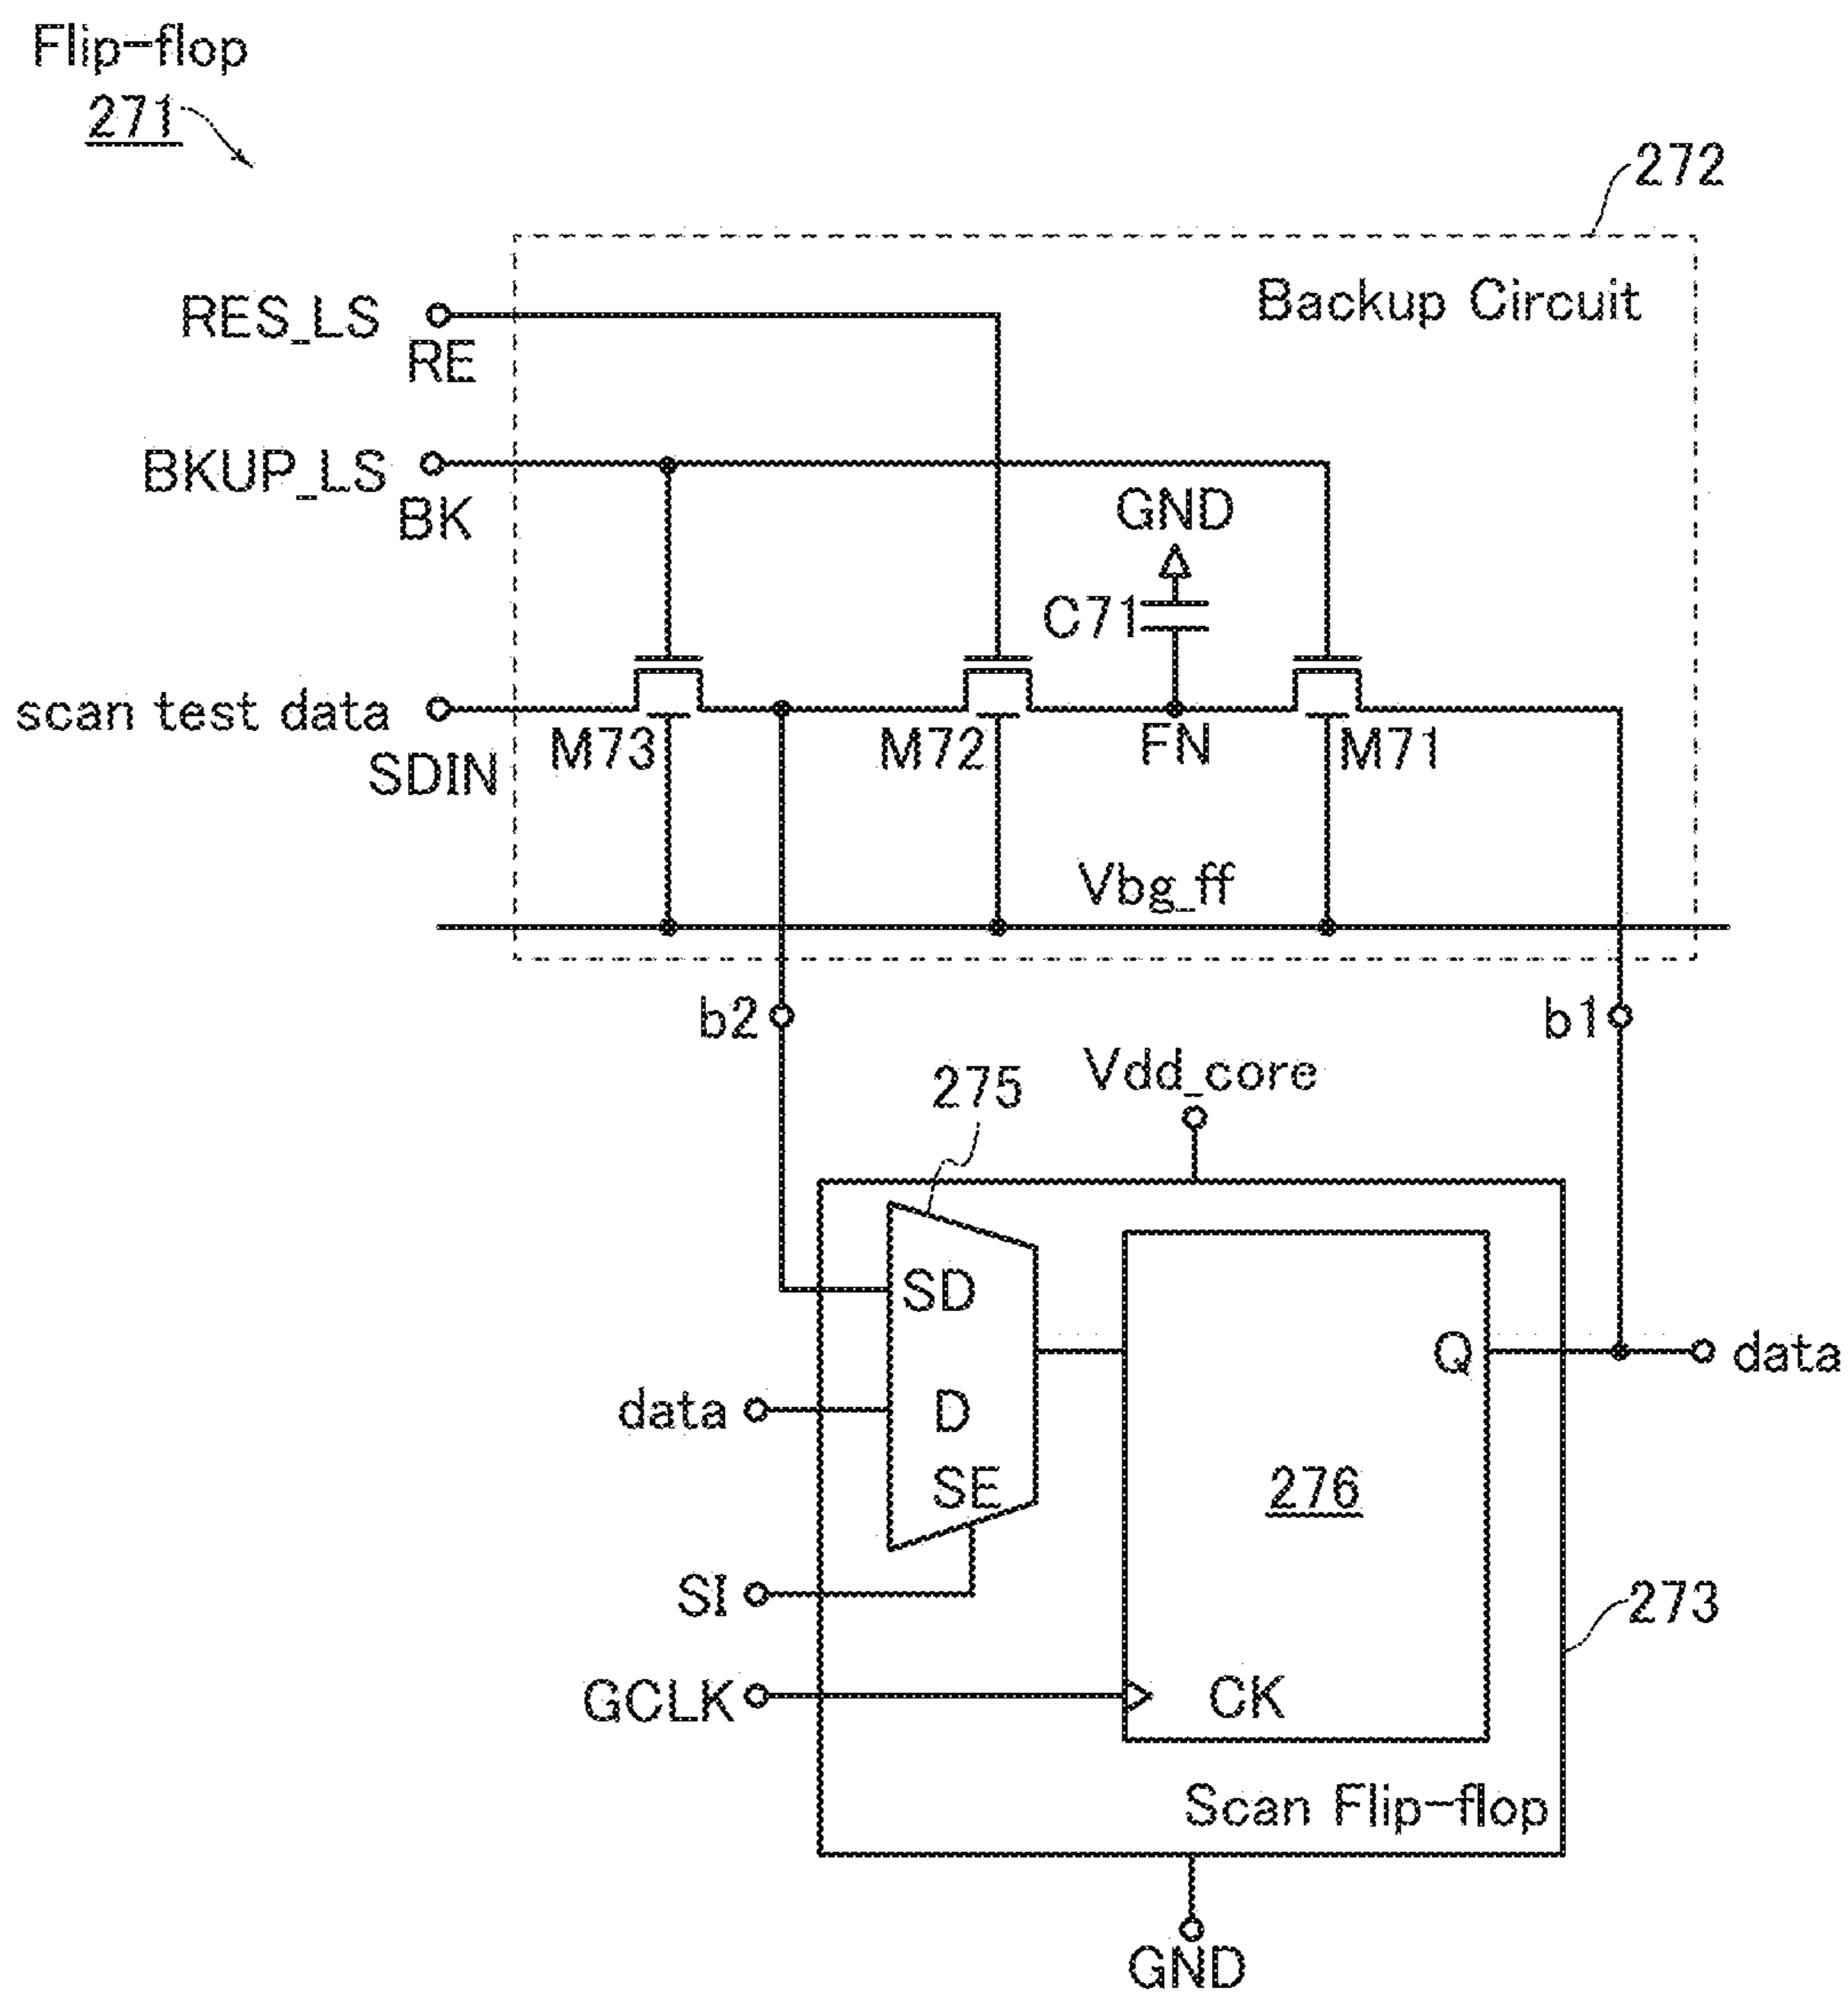 Flip-flop
271
272
Backup Circuit
RES_LS
RE
BKUP_LS
BK
GND
C71
scan test data
SDIN
M73
M72
FN
M71
Vbg_ff
b2
b1
Vdd_core
275
SD
Q
data
data
D
SE
276
SI
273
GCLK
CK
Scan Flip-flop
GND